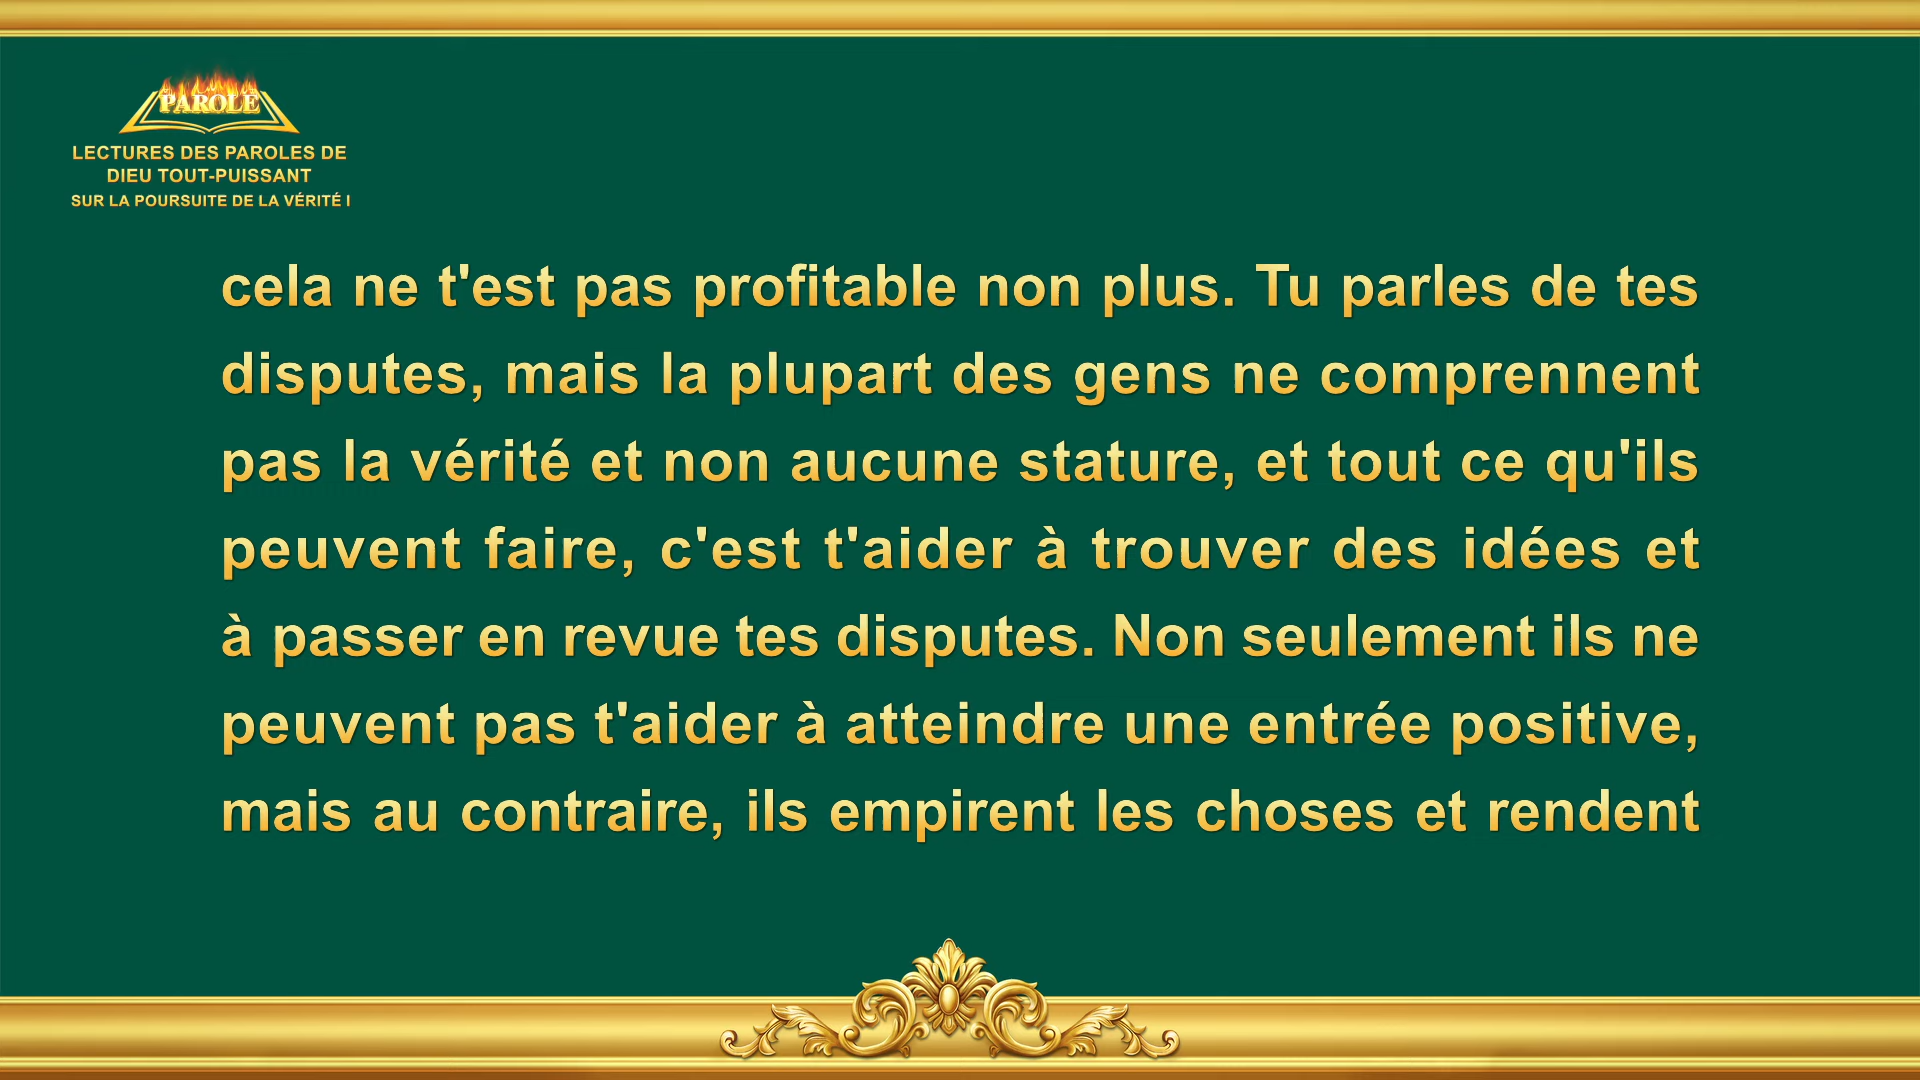 PAROLE
LECTURES DES PAROLES DE
DIEU TOUT-PUISSANT
SUR LA POURSUITE DE LA VÉRITÉ I
cela ne t'est pas profitable non plus. Tu parles de tes
disputes, mais la plupart des gens ne comprennent
pas la vérité et non aucune stature, et tout ce qu'ils
peuvent faire, c'est t'aider à trouver des idées et
à passer en revue tes disputes. Non seulement ils ne
peuvent pas t'aider à atteindre une entrée positive,
mais au contraire, ils empirent les choses et rendent